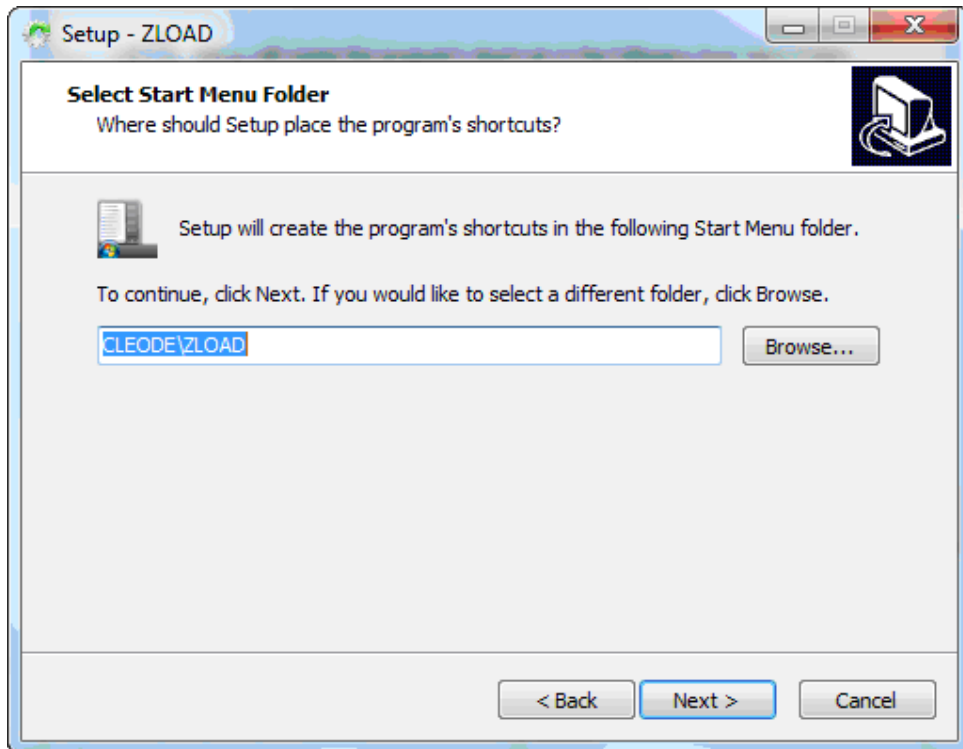 Setup - ZLOAD
Select Start Menu Folder
Where should Setup place the program's shortcuts?
Setup will create the program's shortcuts in the following Start Menu folder.
To continue, click Next. If you would like to select a different folder, click Browse.
CLEODE\ZLOAD
Browse...
< Back
Next >
Cancel